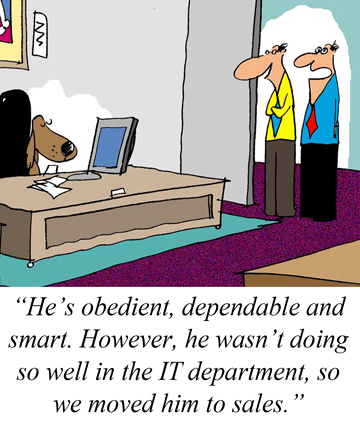 “He’s obedient, dependable and
smart. However, he wasn’t doing
so well in the IT department, so
we moved him to sales.”